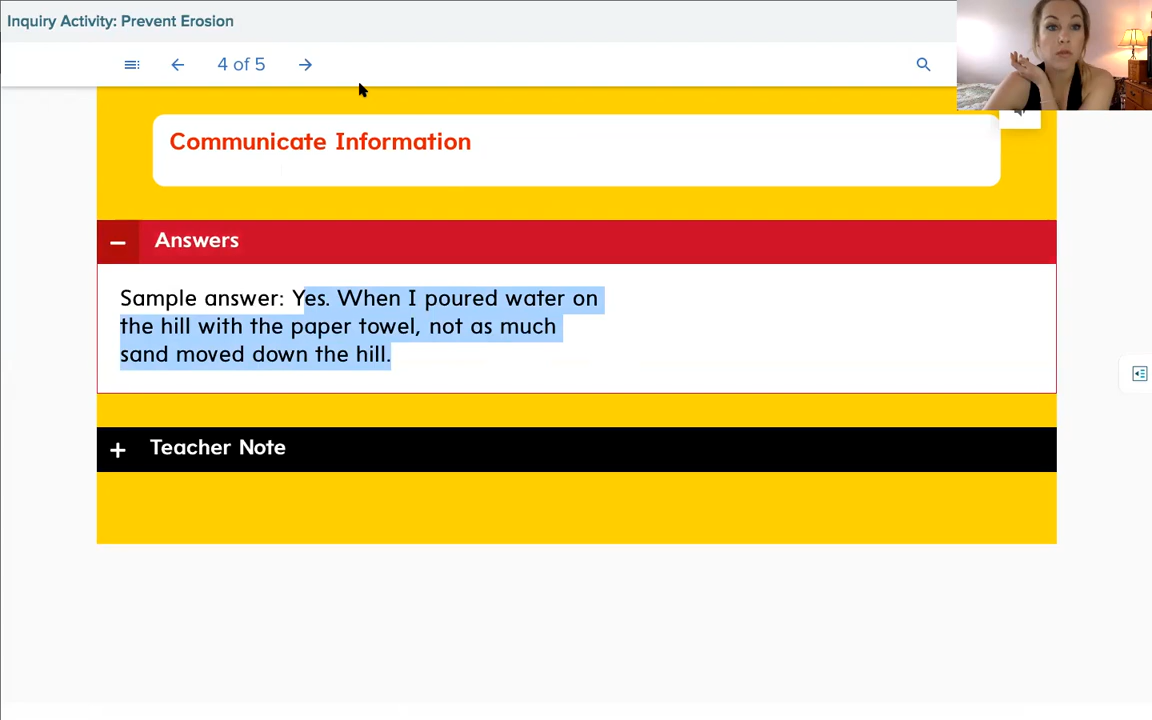 Inquiry Activity: Prevent Erosion
4 of 5
Communicate Information
Answers
Sample answer: Yes. When I poured water on
the hill with the paper towel, not as much
sand moved down the hill.
Teacher Note